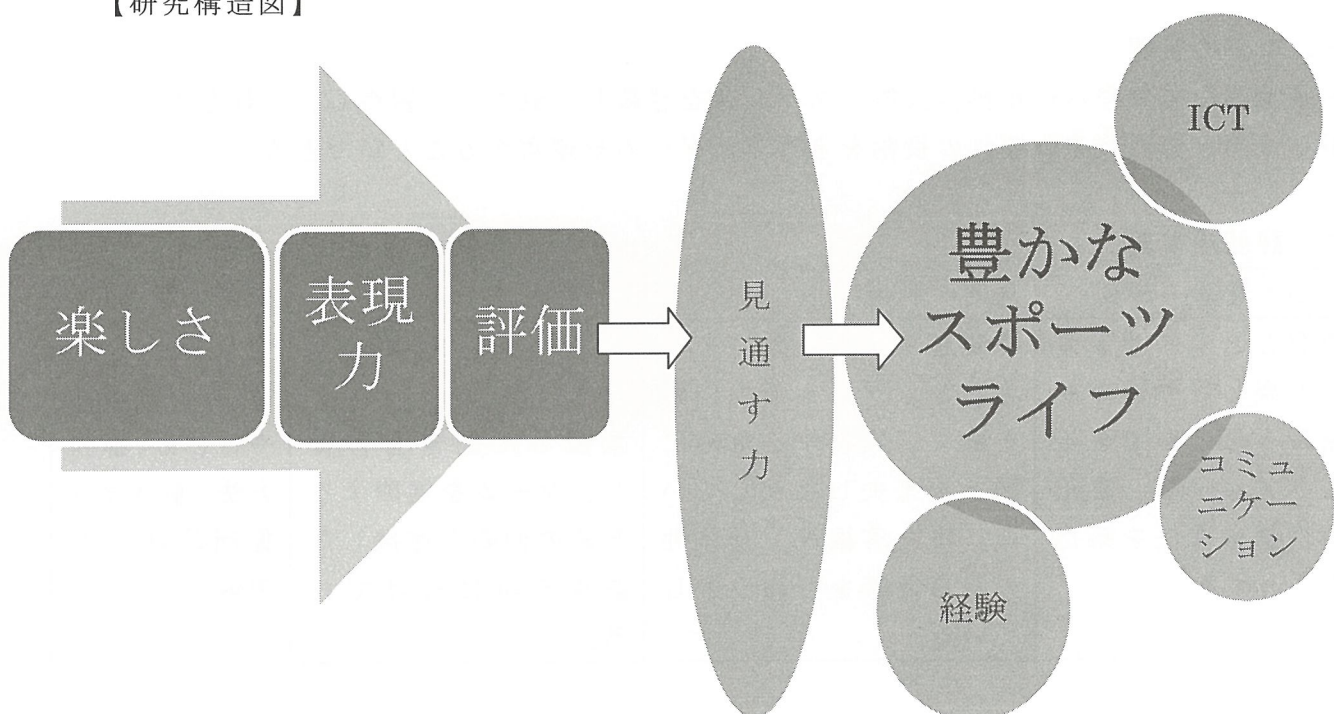 【研究構造図】
楽しさ
表現
力
評価
見通す力
豊かな
スポーツ
ライフ
ICT
コミュ
ニケー
ション
経験